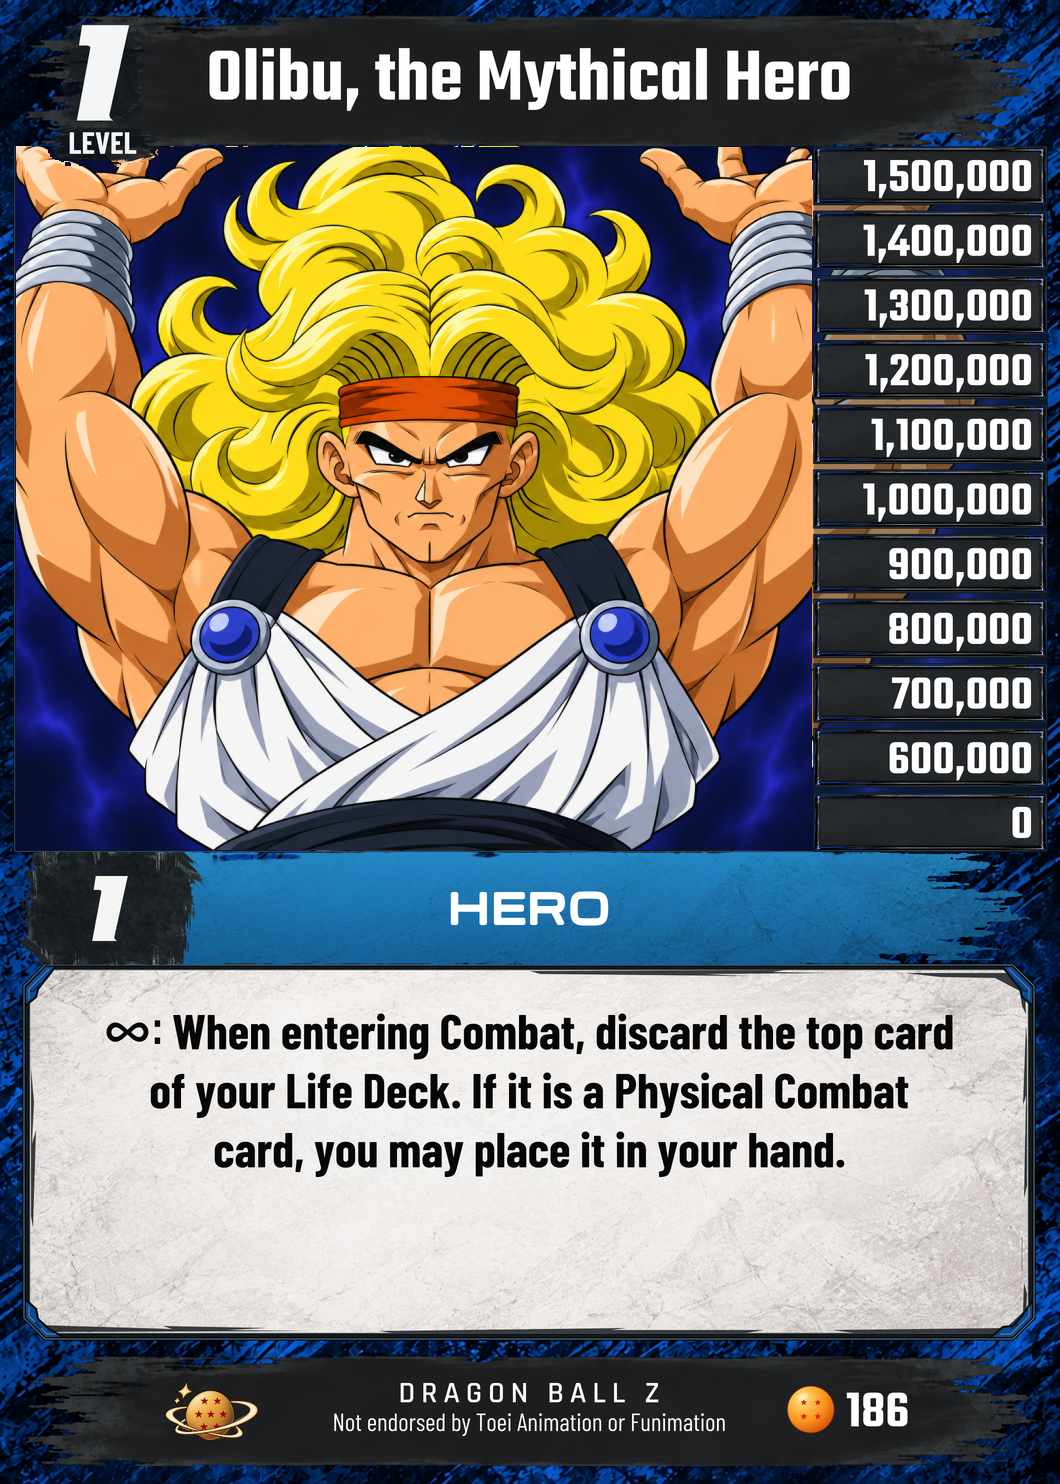 1
LEVEL
Olibu, the Mythical Hero
1,500,000
1,400,000
1,300,000
1,200,000
1,100,000
1,000,000
900,000
800,000
700,000
600,000
0
1
HERO
∞: When entering Combat, discard the top card
of your Life Deck. If it is a Physical Combat
card, you may place it in your hand.
DRAGON BALL Z
Not endorsed by Toei Animation or Funimation
186